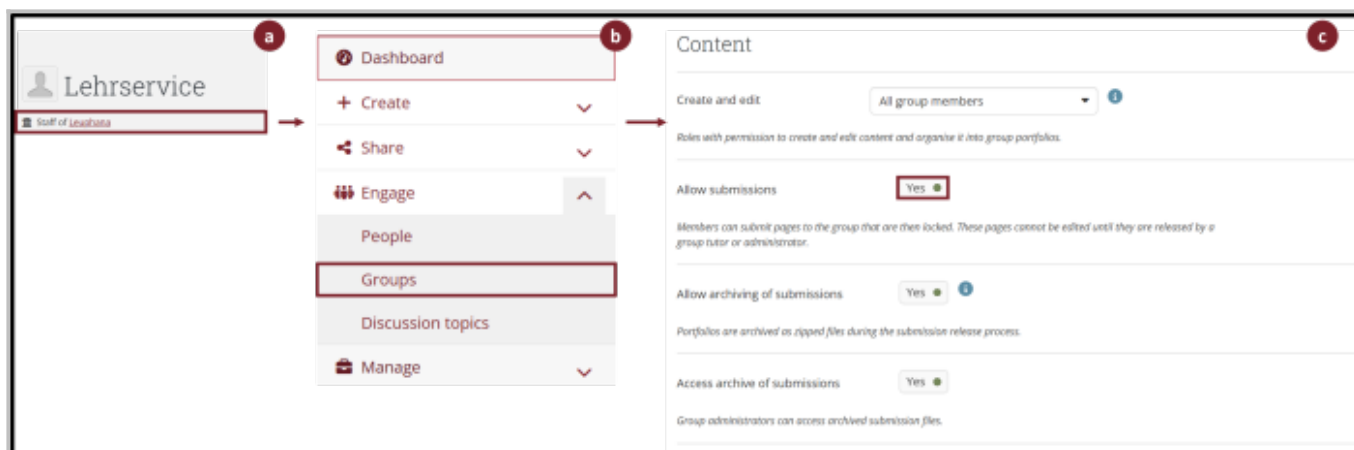 a
Lehrservice
Staff of Leuphana
b
Dashboard
Create
Share
Engage
People
Groups
Discussion topics
Manage
c
Content
Create and edit
All group members
Roles with permission to create and edit content and organise it into group portfolios.
Allow submissions
Yes
Members can submit pages to the group that are then locked. These pages cannot be edited until they are released by a
group tutor or administrator.
Allow archiving of submissions
Yes
Portfolios are archived as zipped files during the submission release process.
Access archive of submissions
Yes
Group administrators can access archived submission files.